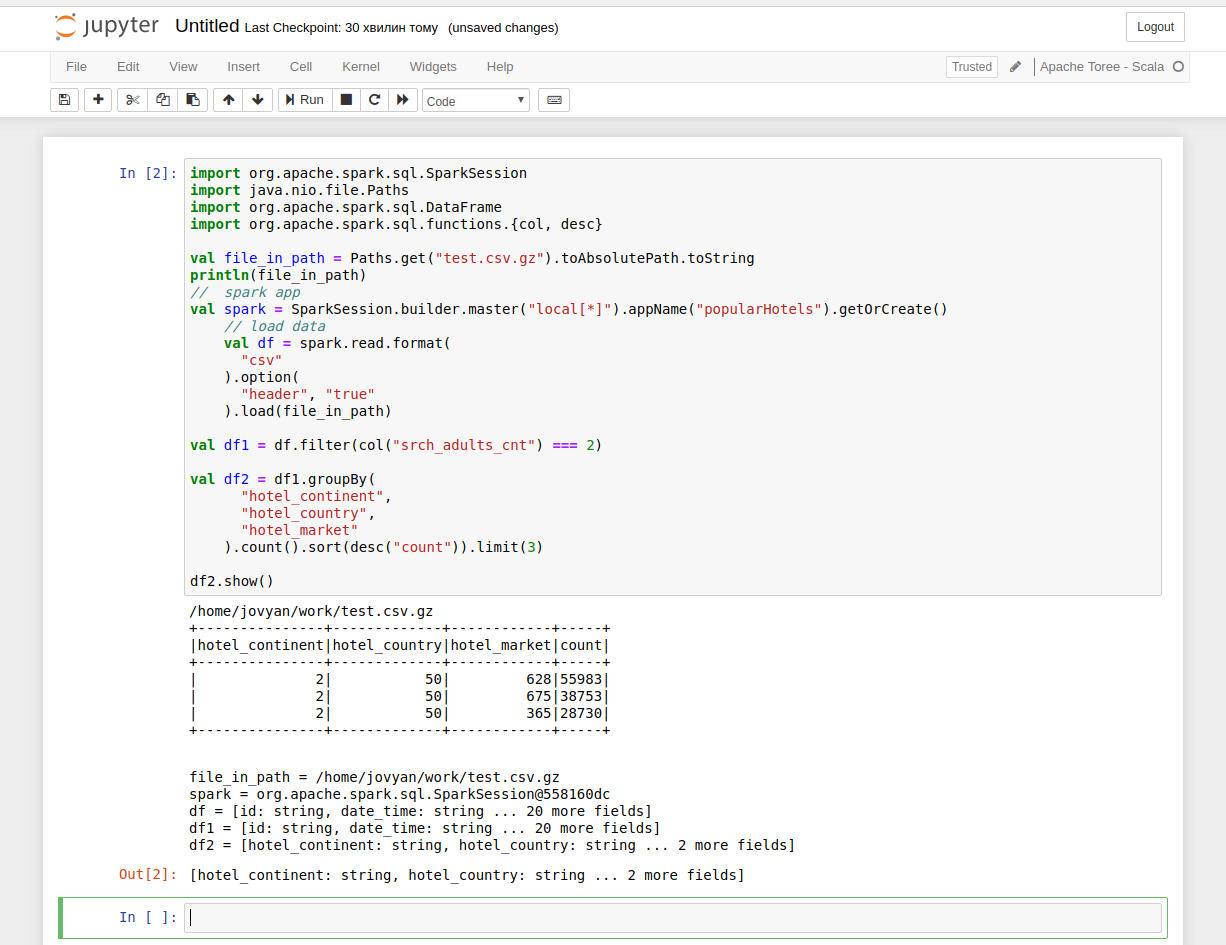 jupyter Untitled Last Checkpoint: 30 хвилин тому (unsaved changes) Logout
File Edit View Insert Cell Kernel Widgets Help Trusted Apache Toree - Scala
Run Code
In [2]: import org.apache.spark.sql.SparkSession
import java.nio.file.Paths
import org.apache.spark.sql.DataFrame
import org.apache.spark.sql.functions.{col, desc}

val file_in_path = Paths.get("test.csv.gz").toAbsolutePath.toString
println(file_in_path)
//  spark app
val spark = SparkSession.builder.master("local[*]").appName("popularHotels").getOrCreate()
    // load data
    val df = spark.read.format(
      "csv"
    ).option(
      "header", "true"
    ).load(file_in_path)

val df1 = df.filter(col("srch_adults_cnt") === 2)

val df2 = df1.groupBy(
      "hotel_continent",
      "hotel_country",
      "hotel_market"
    ).count().sort(desc("count")).limit(3)

df2.show()
/home/jovyan/work/test.csv.gz
+---------------+-------------+------------+-----+
|hotel_continent|hotel_country|hotel_market|count|
+---------------+-------------+------------+-----+
|              2|           50|         628|55983|
|              2|           50|         675|38753|
|              2|           50|         365|28730|
+---------------+-------------+------------+-----+

file_in_path = /home/jovyan/work/test.csv.gz
spark = org.apache.spark.sql.SparkSession@558160dc
df = [id: string, date_time: string ... 20 more fields]
df1 = [id: string, date_time: string ... 20 more fields]
df2 = [hotel_continent: string, hotel_country: string ... 2 more fields]
Out[2]: [hotel_continent: string, hotel_country: string ... 2 more fields]
In [ ]: